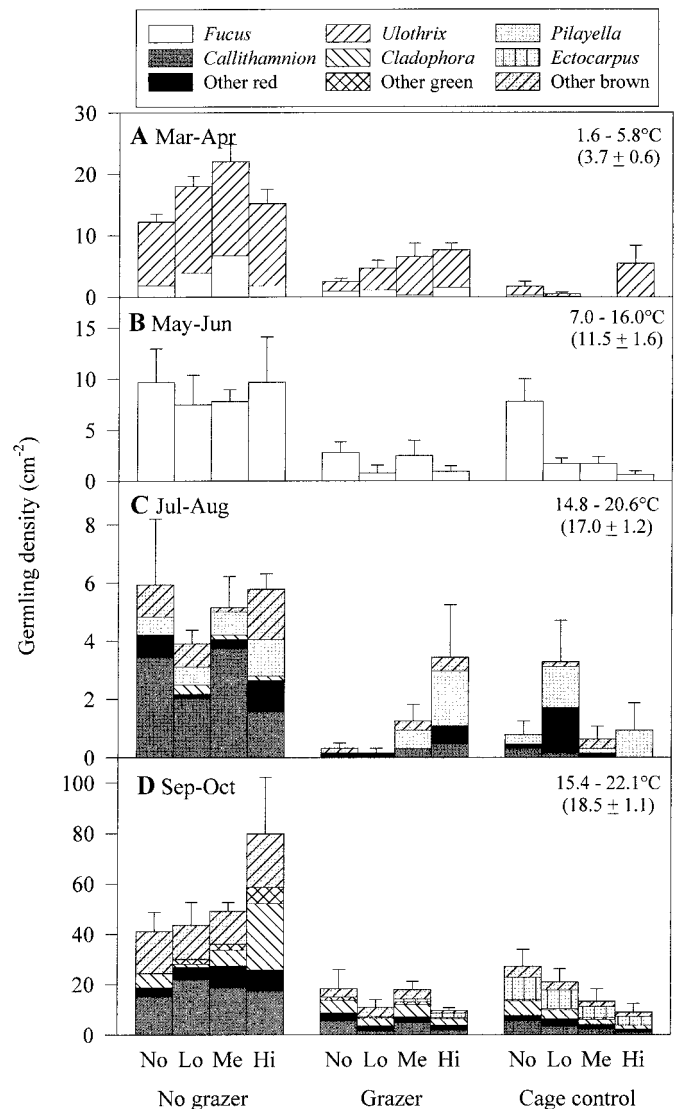 Fucus Ulothrix Pilayella
Callithamnion Cladophora Ectocarpus
Other red Other green Other brown
Germling density (cm-2)
30
20
10
0
A Mar-Apr
1.6 - 5.8°C
(3.7 ± 0.6)
15
10
5
0
B May-Jun
7.0 - 16.0°C
(11.5 ± 1.6)
8
6
4
2
0
C Jul-Aug
14.8 - 20.6°C
(17.0 ± 1.2)
100
80
60
40
20
0
D Sep-Oct
15.4 - 22.1°C
(18.5 ± 1.1)
No Lo Me Hi No Lo Me Hi No Lo Me Hi
No grazer Grazer Cage control